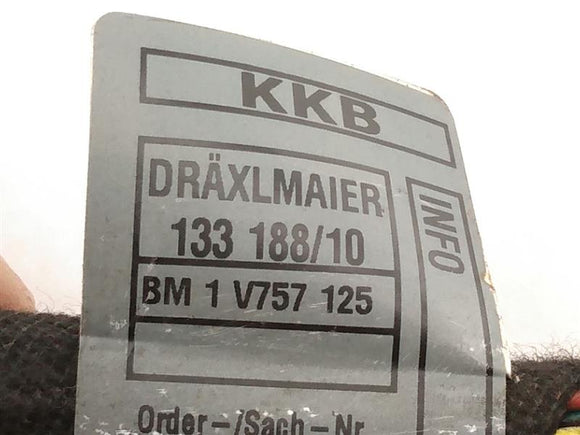 KKB
DRÄXLMAIER
133 188/10
BM 1 V757 125
INFO
Order-/Sach-Nr